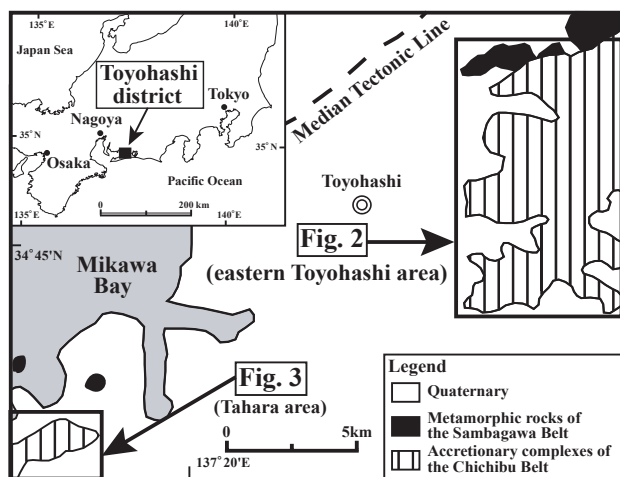 135˚E
140˚E
Japan Sea
Toyohashi
district
Tokyo
Nagoya
35˚N
35˚N
Osaka
Pacific Ocean
0
200 km
135˚E
140˚E
Median Tectonic Line
Toyohashi
Fig. 2
(eastern Toyohashi area)
34˚45'N
Mikawa
Bay
Fig. 3
(Tahara area)
0
5km
137˚20'E
Legend
Quaternary
Metamorphic rocks of
the Sambagawa Belt
Accretionary complexes of
the Chichibu Belt